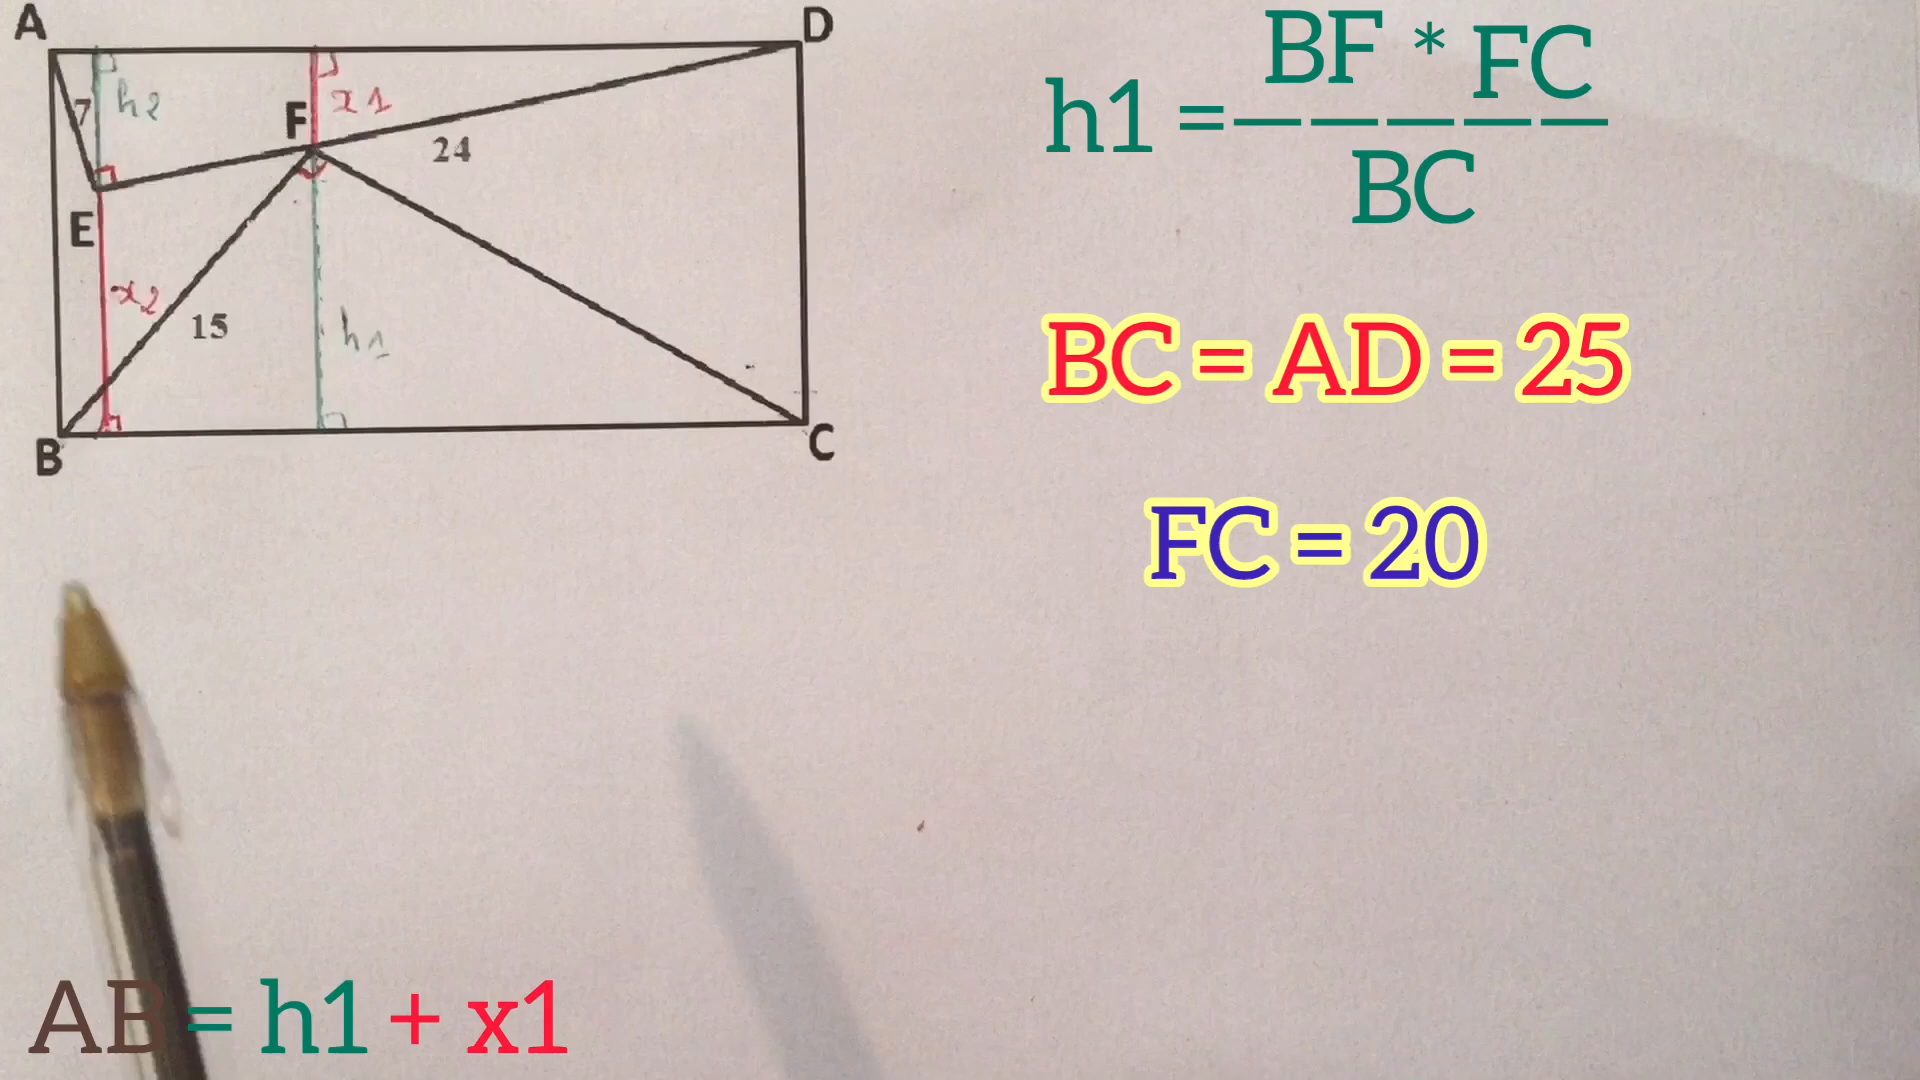 A
D
7
h2
F
x1
24
E
x2
15
h1
B
C
h1 = BF * FC
BC
BC = AD = 25
FC = 20
AB = h1 + x1